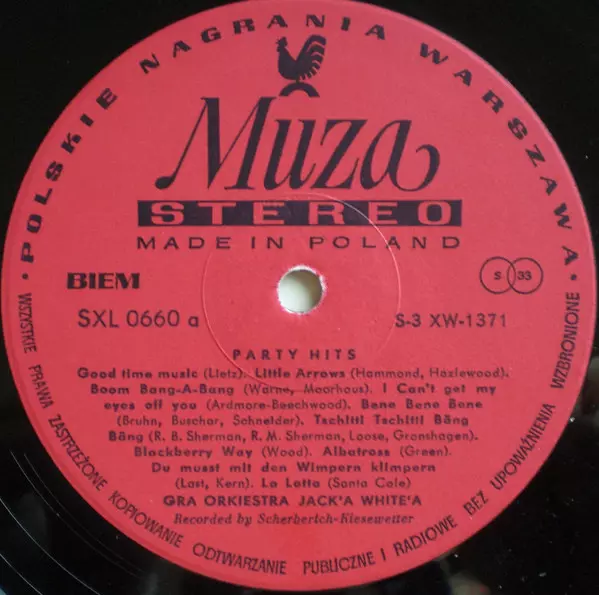 • POLSKIE NAGRANIA WARSZAWA •
Muza
STEREO
MADE IN POLAND
BIEM
S 33
SXL 0660 a
S-3 XW-1371
PARTY HITS
Good time music (Lietz). Little Arrows (Hammond, Hazlewood).
Boom Bang-A-Bang (Warne, Moorhous). I Can't get my
eyes off you (Ardmore-Beechwood). Bene Bene Bene
(Bruhn, Buschor, Schneider). Tschitti Tschitti Bäng
Bäng (R. B. Sherman, R. M. Sherman, Loose, Granshagen).
Blackberry Way (Wood). Albatross (Green).
Du musst mit den Wimpern klimpern
(Last, Kern). La Lotta (Santa Cole)
GRA ORKIESTRA JACK'A WHITE'A
Recorded by Scherbertch-Kiesewetter
WSZYSTKIE PRAWA ZASTRZEŻONE KOPIOWANIE ODTWARZANIE PUBLICZNE I RADIOWE BEZ UPOWAŻNIENIA WZBRONIONE